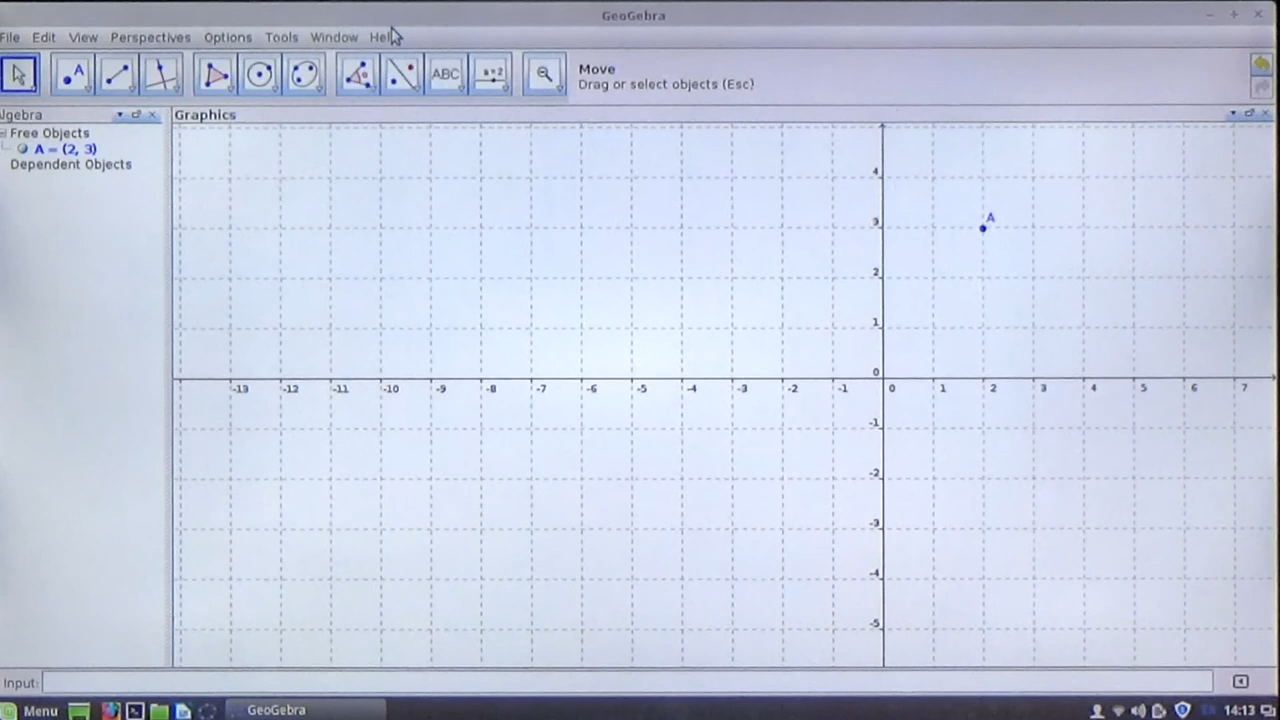 GeoGebra
File Edit View Perspectives Options Tools Window Hel
A ABC a=2 Move
Drag or select objects (Esc)
lgebra Graphics
Free Objects
A = (2, 3)
Dependent Objects
4
A
3
2
1
0
-13 -12 -11 -10 -9 -8 -7 -6 -5 -4 -3 -2 -1 0 1 2 3 4 5 6 7
-1
-2
-3
-4
-5
Input:
Menu GeoGebra EN 14:13